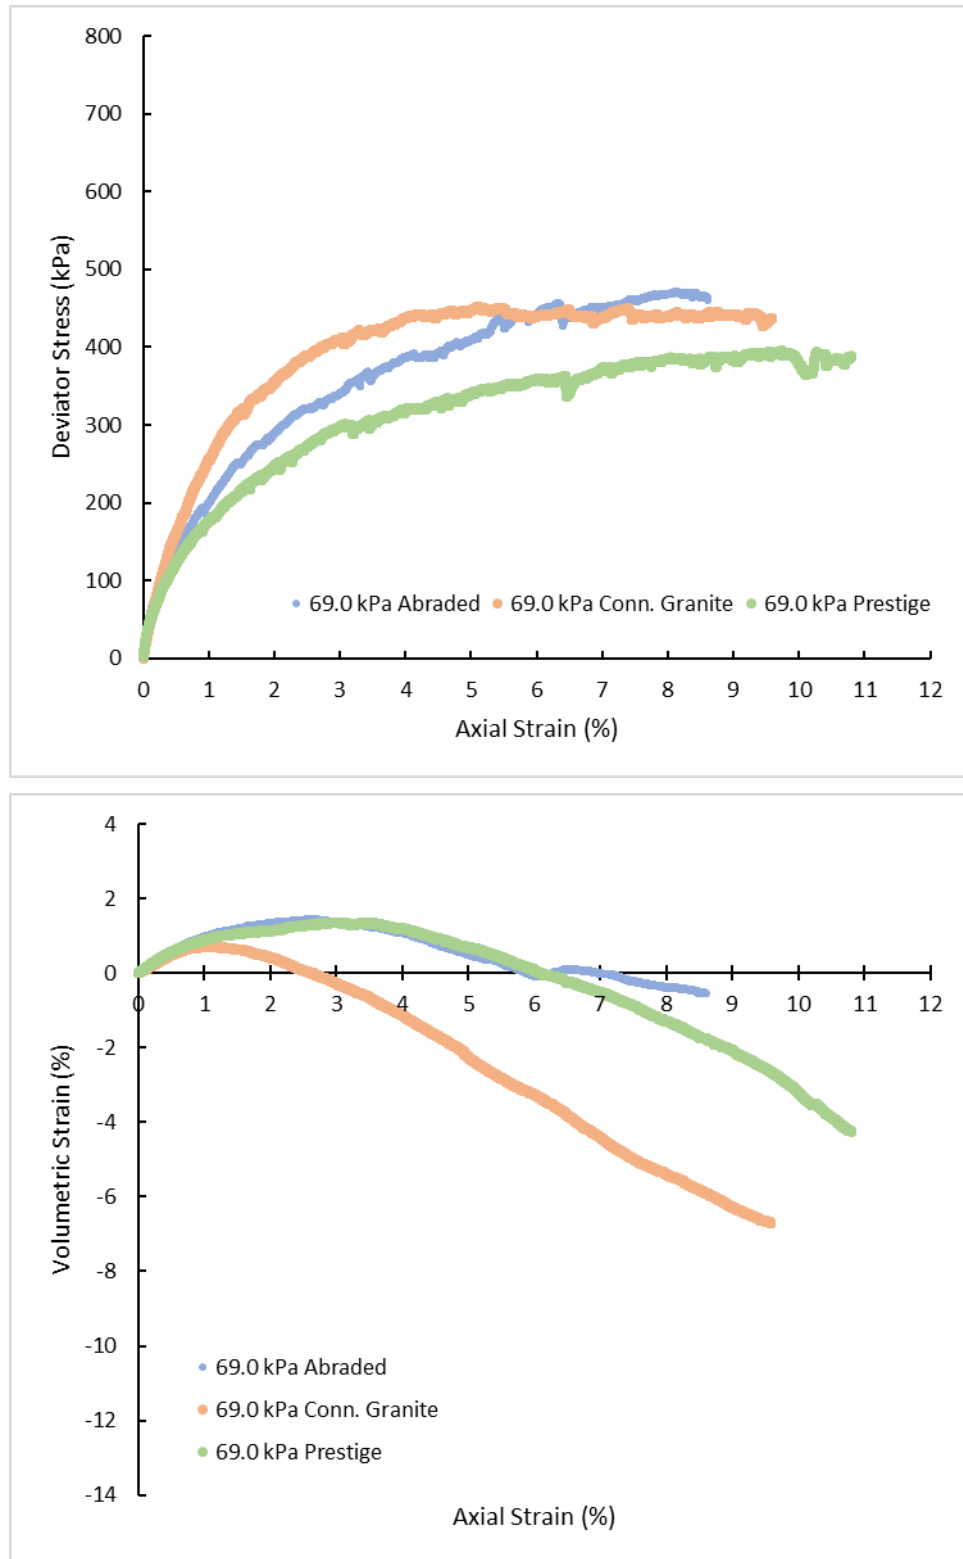 800
700
600
500
400
300
200
100
0
Deviator Stress (kPa)
69.0 kPa Abraded 69.0 kPa Conn. Granite 69.0 kPa Prestige
0 1 2 3 4 5 6 7 8 9 10 11 12
Axial Strain (%)
4
2
0
0 1 2 3 4 5 6 7 8 9 10 11 12
-2
-4
-6
-8
-10
-12
-14
Volumetric Strain (%)
69.0 kPa Abraded
69.0 kPa Conn. Granite
69.0 kPa Prestige
Axial Strain (%)